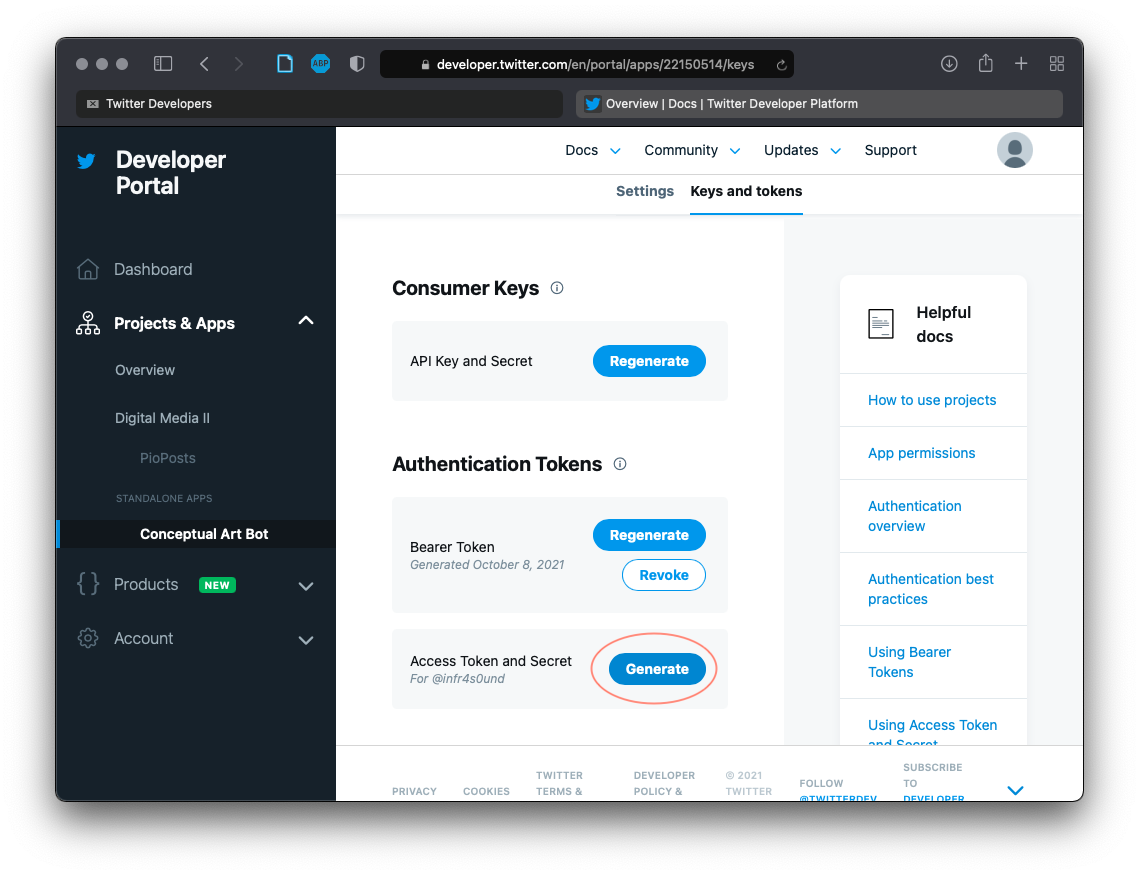 ABP
developer.twitter.com/en/portal/apps/22150514/keys
Twitter Developers
Overview | Docs | Twitter Developer Platform
Developer
Portal
Dashboard
Projects & Apps
Overview
Digital Media II
PioPosts
STANDALONE APPS
Conceptual Art Bot
{ } Products NEW
Account
Docs Community Updates Support
Settings Keys and tokens
Consumer Keys
API Key and Secret Regenerate
Authentication Tokens
Bearer Token
Generated October 8, 2021
Regenerate
Revoke
Access Token and Secret
For @infr4s0und
Generate
Helpful
docs
How to use projects
App permissions
Authentication
overview
Authentication best
practices
Using Bearer
Tokens
Using Access Token
and Secret
PRIVACY
COOKIES
TWITTER
TERMS &
DEVELOPER
POLICY &
© 2021
TWITTER
FOLLOW
@TWITTERDEV
SUBSCRIBE
TO
DEVELOPER